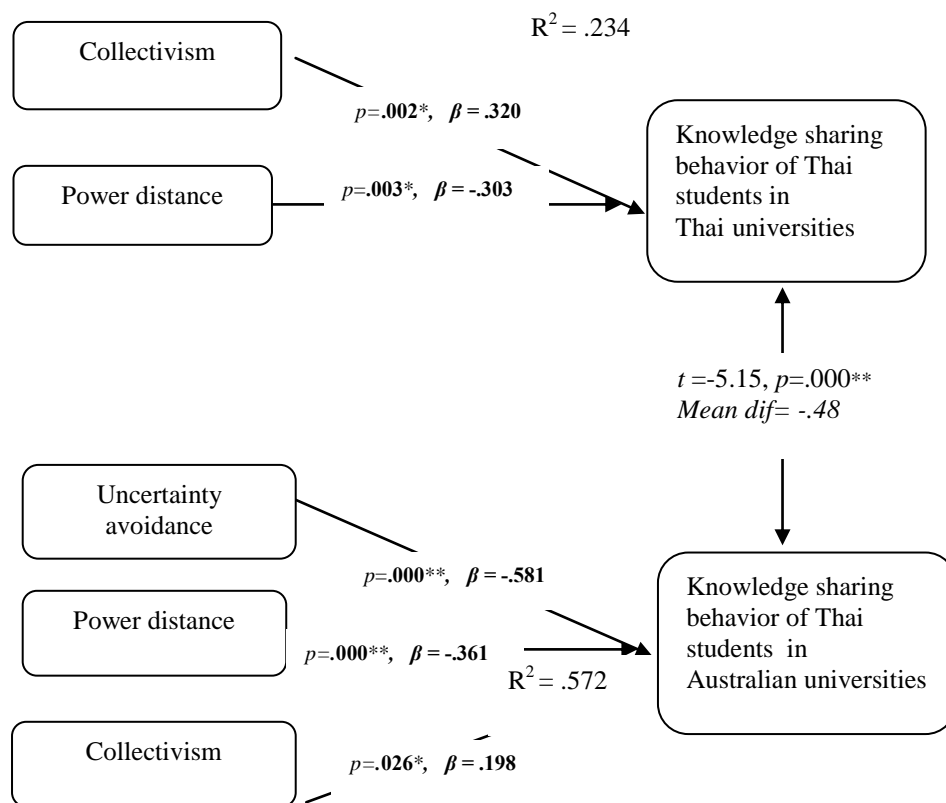 R² = .234
Collectivism
p=.002*, β = .320
Power distance
p=.003*, β = -.303
Knowledge sharing
behavior of Thai
students in
Thai universities
t =-5.15, p=.000**
Mean dif= -.48
Uncertainty
avoidance
p=.000**, β = -.581
Power distance
p=.000**, β = -.361
R² = .572
Knowledge sharing
behavior of Thai
students in
Australian universities
Collectivism
p=.026*, β = .198